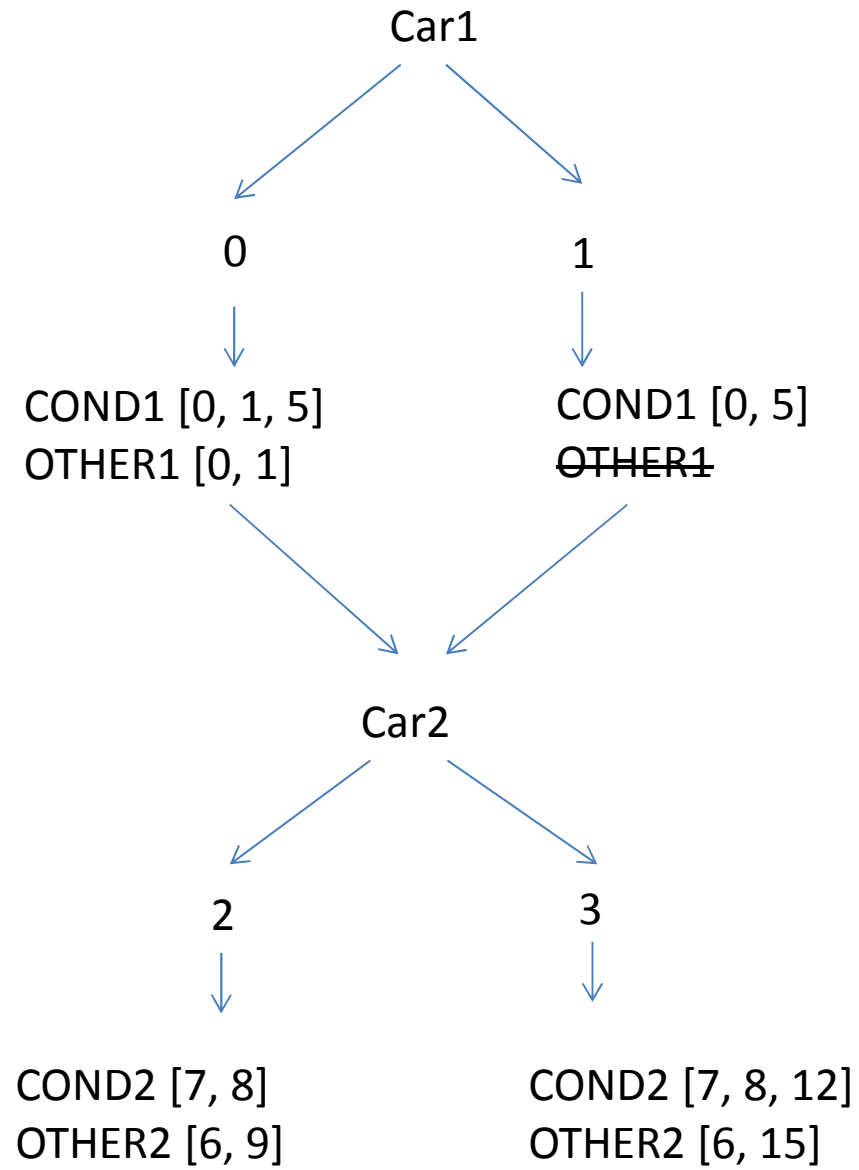 Car1
0
1
COND1 [0, 1, 5]
OTHER1 [0, 1]
COND1 [0, 5]
OTHER1
Car2
2
3
COND2 [7, 8]
OTHER2 [6, 9]
COND2 [7, 8, 12]
OTHER2 [6, 15]